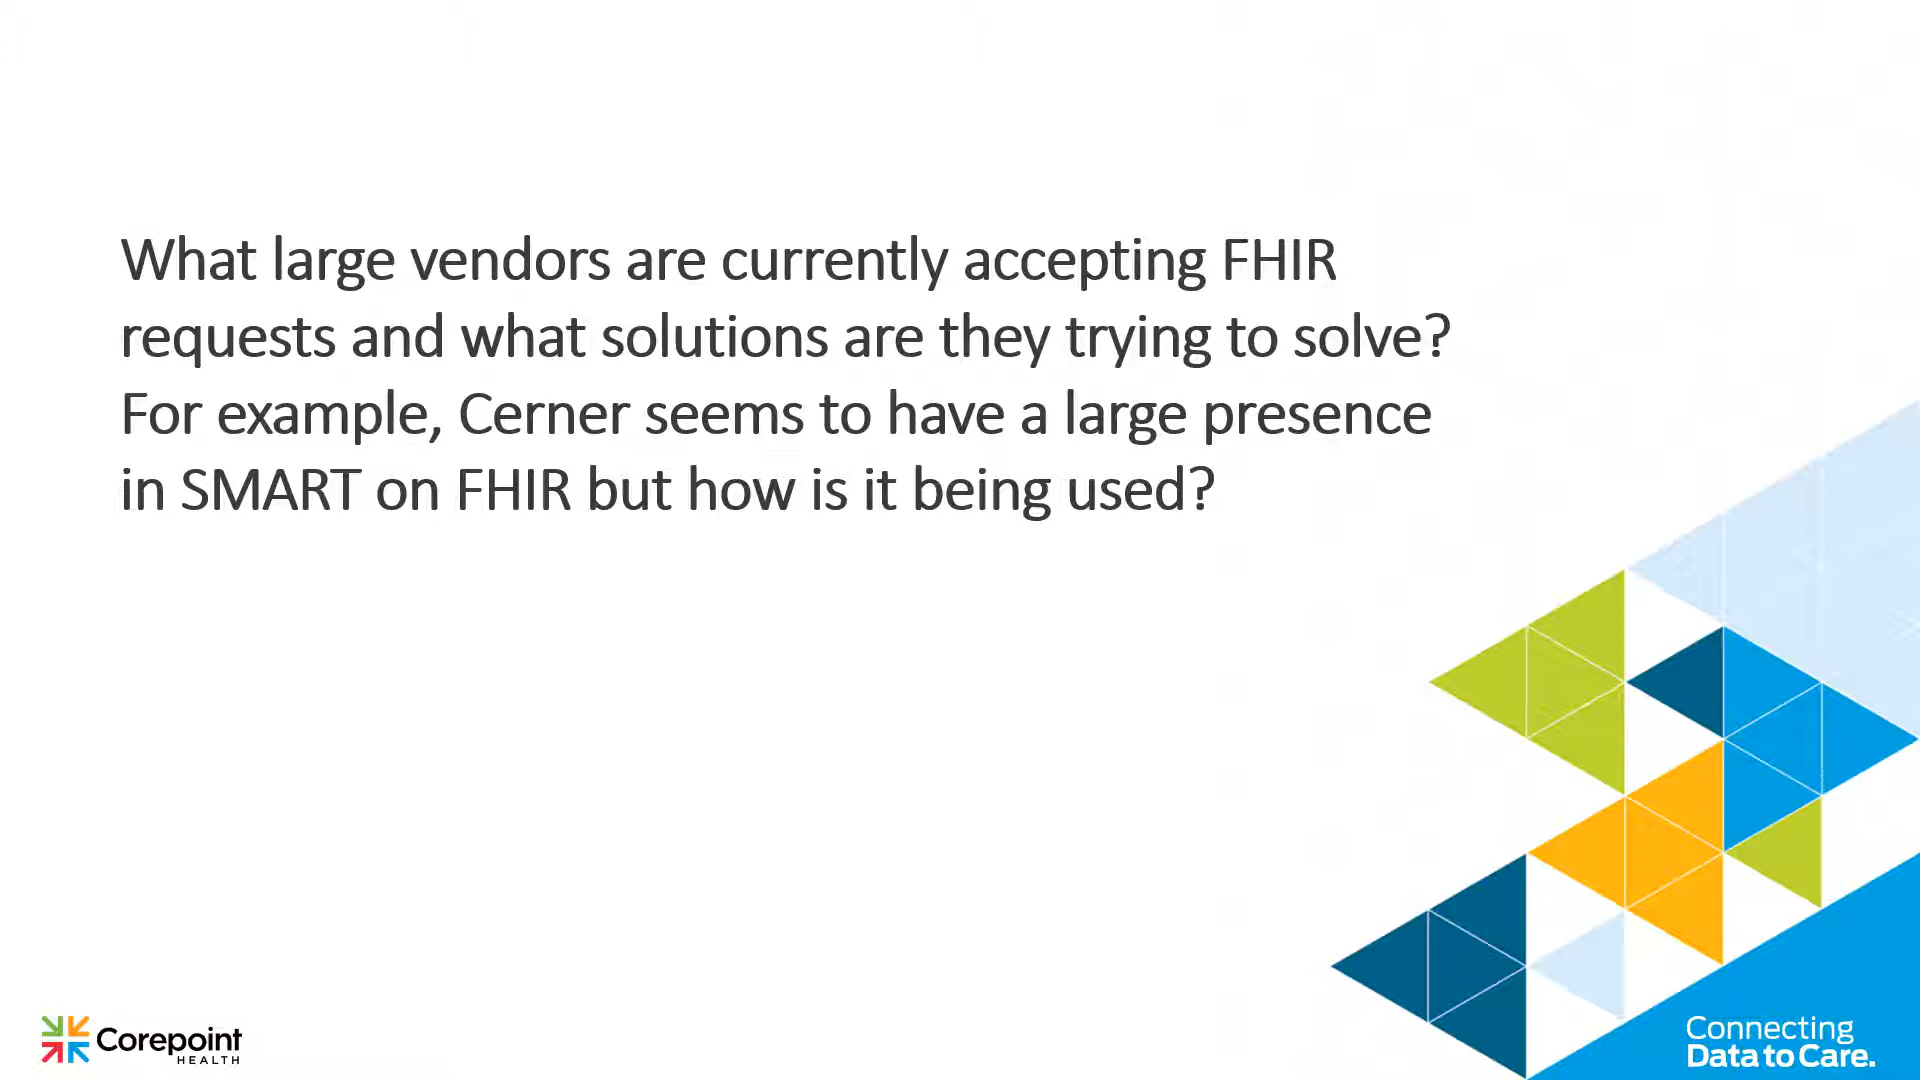 What large vendors are currently accepting FHIR
requests and what solutions are they trying to solve?
For example, Cerner seems to have a large presence
in SMART on FHIR but how is it being used?
Corepoint
HEALTH
Connecting
Data to Care.